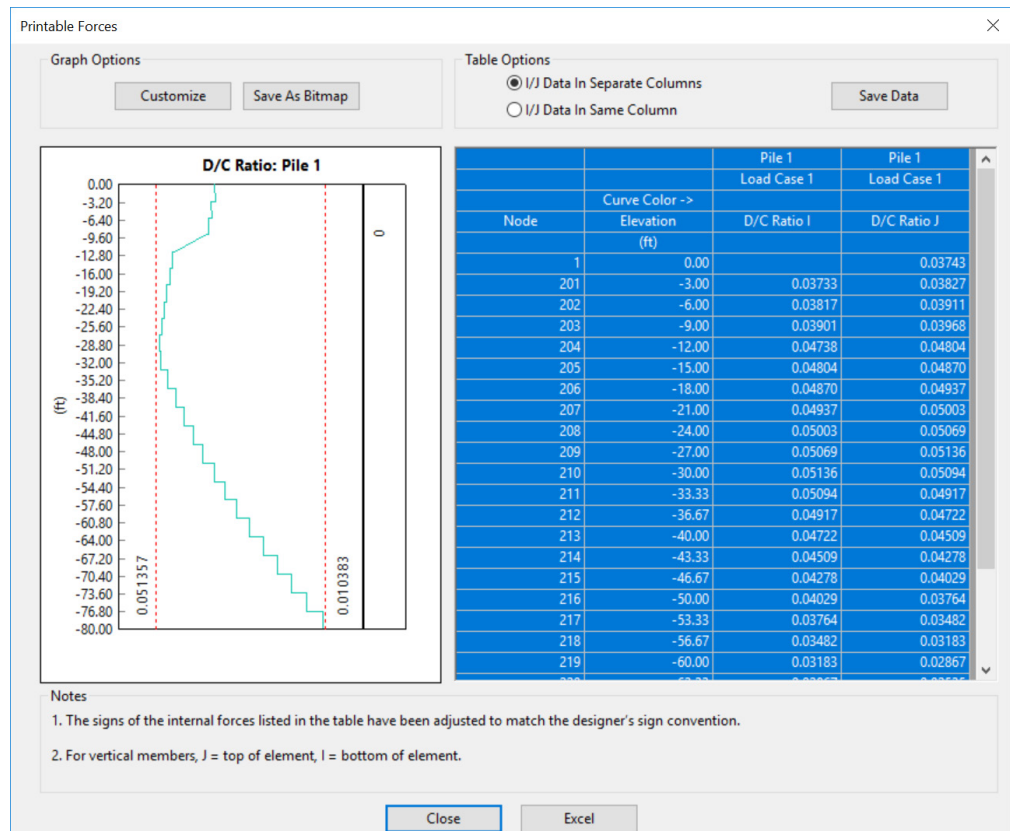 Printable Forces
Graph Options
Customize Save As Bitmap
Table Options
I/J Data In Separate Columns
I/J Data In Same Column
Save Data
D/C Ratio: Pile 1
0.00
-3.20
-6.40
-9.60
-12.80
-16.00
-19.20
-22.40
-25.60
-28.80
-32.00
-35.20
-38.40
-41.60
-44.80
-48.00
-51.20
-54.40
-57.60
-60.80
-64.00
-67.20
-70.40
-73.60
-76.80
-80.00
(ft)
0.051357
0.010383
0
Pile 1 Pile 1
Load Case 1 Load Case 1
Curve Color ->
Node Elevation D/C Ratio I D/C Ratio J
(ft)
1 0.00 0.03743
201 -3.00 0.03733 0.03827
202 -6.00 0.03817 0.03911
203 -9.00 0.03901 0.03968
204 -12.00 0.04738 0.04804
205 -15.00 0.04804 0.04870
206 -18.00 0.04870 0.04937
207 -21.00 0.04937 0.05003
208 -24.00 0.05003 0.05069
209 -27.00 0.05069 0.05136
210 -30.00 0.05136 0.05094
211 -33.33 0.05094 0.04917
212 -36.67 0.04917 0.04722
213 -40.00 0.04722 0.04509
214 -43.33 0.04509 0.04278
215 -46.67 0.04278 0.04029
216 -50.00 0.04029 0.03764
217 -53.33 0.03764 0.03482
218 -56.67 0.03482 0.03183
219 -60.00 0.03183 0.02867
Notes
1. The signs of the internal forces listed in the table have been adjusted to match the designer's sign convention.
2. For vertical members, J = top of element, I = bottom of element.
Close Excel